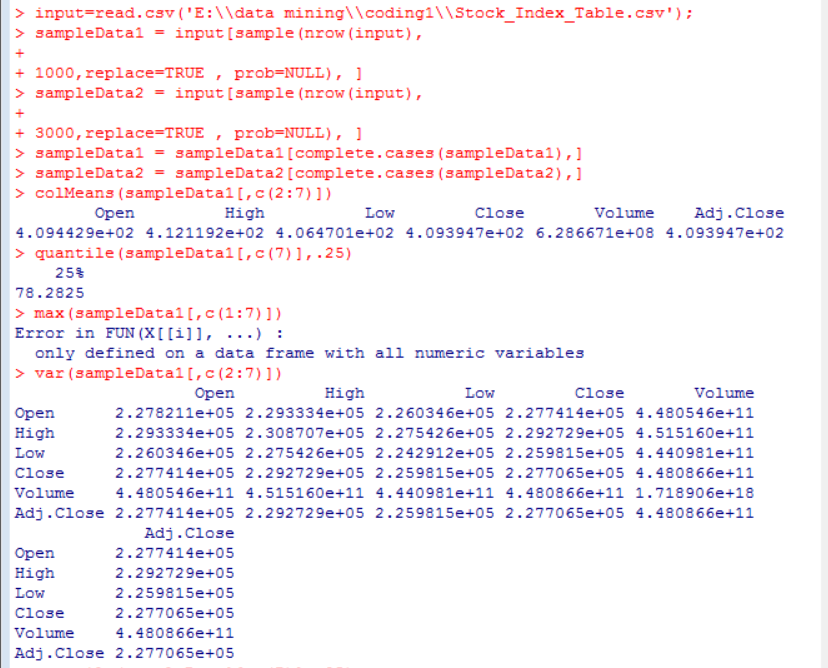 > input=read.csv('E:\\data mining\\coding1\\Stock_Index_Table.csv');
> sampleData1 = input[sample(nrow(input),
+
+ 1000,replace=TRUE , prob=NULL), ]
> sampleData2 = input[sample(nrow(input),
+
+ 3000,replace=TRUE , prob=NULL), ]
> sampleData1 = sampleData1[complete.cases(sampleData1),]
> sampleData2 = sampleData2[complete.cases(sampleData2),]
> colMeans(sampleData1[,c(2:7)])
        Open         High          Low        Close       Volume    Adj.Close
4.094429e+02 4.121192e+02 4.064701e+02 4.093947e+02 6.286671e+08 4.093947e+02
> quantile(sampleData1[,c(7)],.25)
    25%
78.2825
> max(sampleData1[,c(1:7)])
Error in FUN(X[[i]], ...) :
  only defined on a data frame with all numeric variables
> var(sampleData1[,c(2:7)])
                  Open         High          Low        Close       Volume
Open      2.278211e+05 2.293334e+05 2.260346e+05 2.277414e+05 4.480546e+11
High      2.293334e+05 2.308707e+05 2.275426e+05 2.292729e+05 4.515160e+11
Low       2.260346e+05 2.275426e+05 2.242912e+05 2.259815e+05 4.440981e+11
Close     2.277414e+05 2.292729e+05 2.259815e+05 2.277065e+05 4.480866e+11
Volume    4.480546e+11 4.515160e+11 4.440981e+11 4.480866e+11 1.718906e+18
Adj.Close 2.277414e+05 2.292729e+05 2.259815e+05 2.277065e+05 4.480866e+11
             Adj.Close
Open      2.277414e+05
High      2.292729e+05
Low       2.259815e+05
Close     2.277065e+05
Volume    4.480866e+11
Adj.Close 2.277065e+05